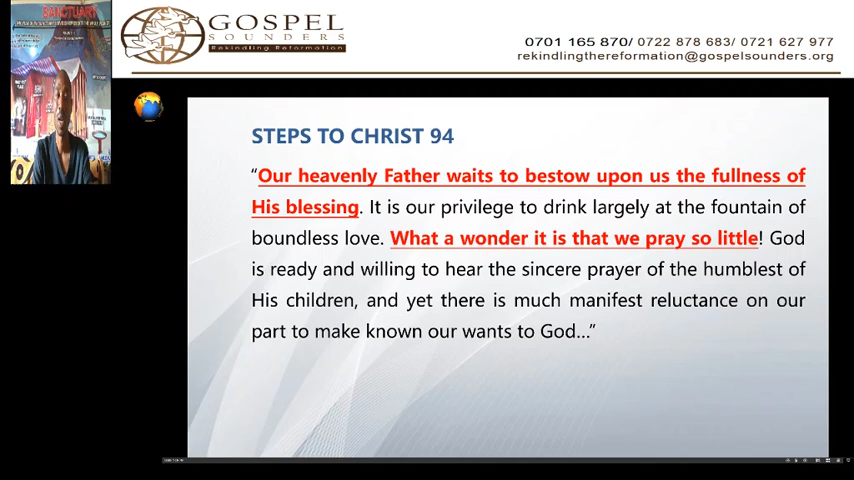 SANCTUARY
GOSPEL
SOUNDERS
Rekindling Reformation
0701 165 870/ 0722 878 683/ 0721 627 977
rekindlingthereformation@gospelsounders.org
STEPS TO CHRIST 94
“Our heavenly Father waits to bestow upon us the fullness of
His blessing. It is our privilege to drink largely at the fountain of
boundless love. What a wonder it is that we pray so little! God
is ready and willing to hear the sincere prayer of the humblest of
His children, and yet there is much manifest reluctance on our
part to make known our wants to God…”